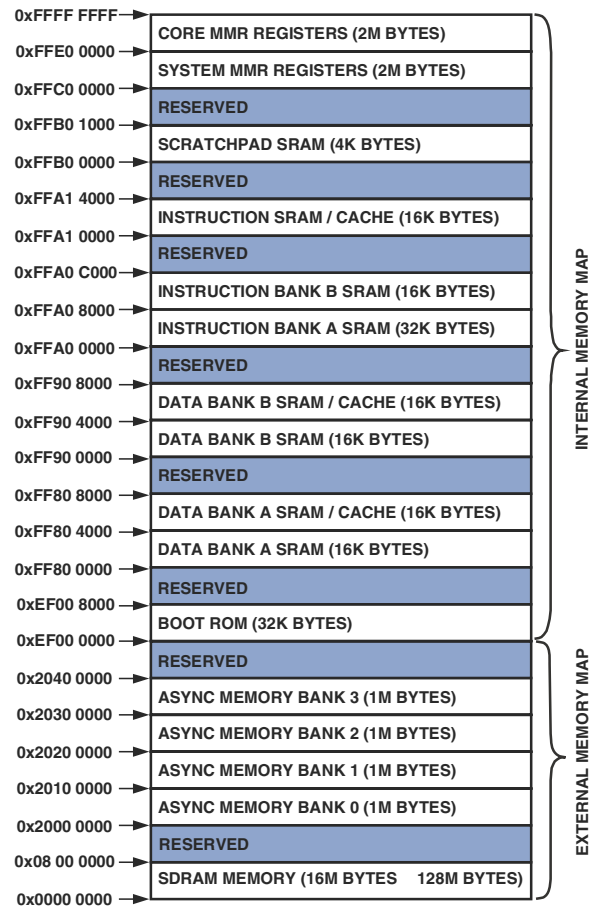 0xFFFF FFFF
CORE MMR REGISTERS (2M BYTES)
0xFFE0 0000
SYSTEM MMR REGISTERS (2M BYTES)
0xFFC0 0000
RESERVED
0xFFB0 1000
SCRATCHPAD SRAM (4K BYTES)
0xFFB0 0000
RESERVED
0xFFA1 4000
INSTRUCTION SRAM / CACHE (16K BYTES)
0xFFA1 0000
RESERVED
0xFFA0 C000
INSTRUCTION BANK B SRAM (16K BYTES)
0xFFA0 8000
INSTRUCTION BANK A SRAM (32K BYTES)
0xFFA0 0000
RESERVED
0xFF90 8000
DATA BANK B SRAM / CACHE (16K BYTES)
0xFF90 4000
DATA BANK B SRAM (16K BYTES)
0xFF90 0000
RESERVED
0xFF80 8000
DATA BANK A SRAM / CACHE (16K BYTES)
0xFF80 4000
DATA BANK A SRAM (16K BYTES)
0xFF80 0000
RESERVED
0xEF00 8000
BOOT ROM (32K BYTES)
0xEF00 0000
RESERVED
0x2040 0000
ASYNC MEMORY BANK 3 (1M BYTES)
0x2030 0000
ASYNC MEMORY BANK 2 (1M BYTES)
0x2020 0000
ASYNC MEMORY BANK 1 (1M BYTES)
0x2010 0000
ASYNC MEMORY BANK 0 (1M BYTES)
0x2000 0000
RESERVED
0x08 00 0000
SDRAM MEMORY (16M BYTES 128M BYTES)
0x0000 0000
INTERNAL MEMORY MAP
EXTERNAL MEMORY MAP